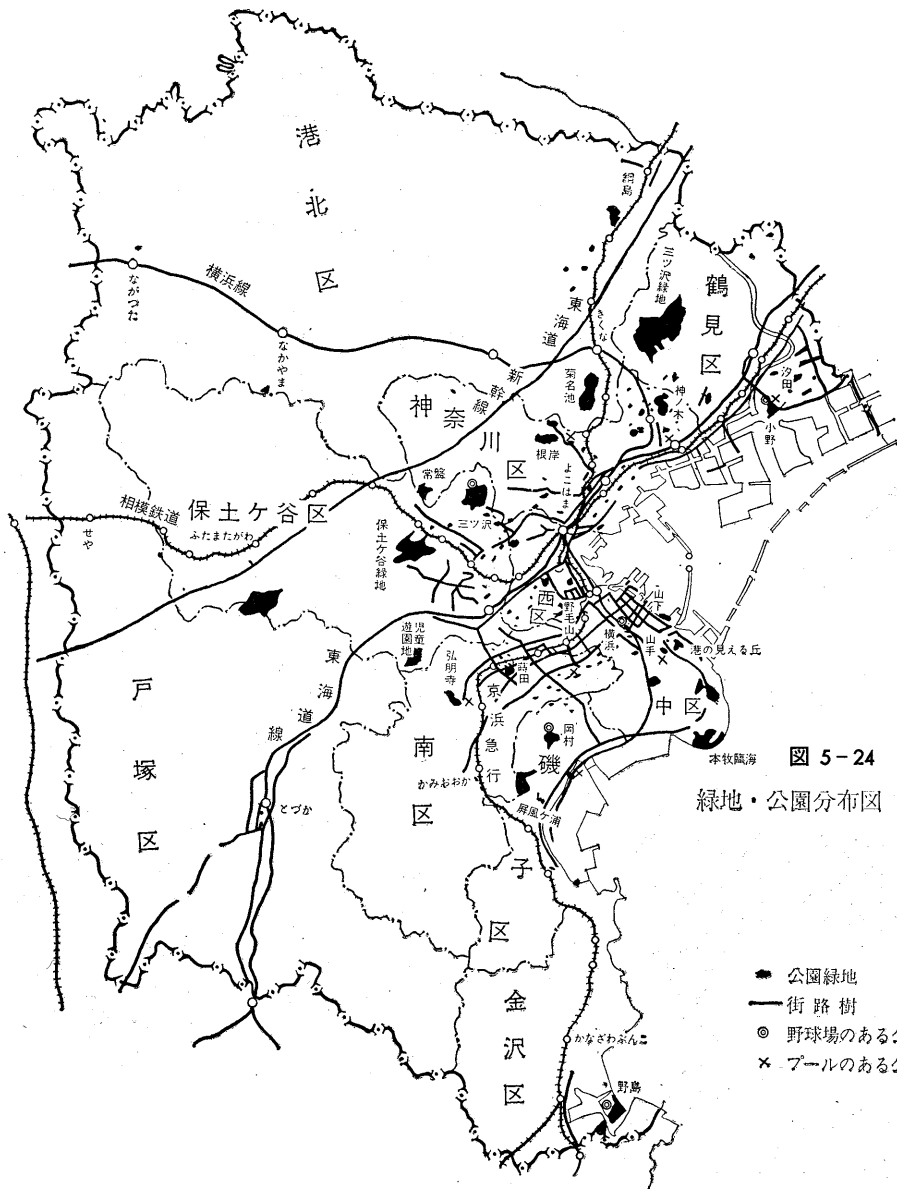 港北区
鶴見区
神奈川区
保土ケ谷区
西区
中区
戸塚区
南区
磯子区
金沢区
綱島
三ツ沢緑地
東海道新幹線
横浜線
ながつた
なかやま
きくな
菊名池
神ノ木
汐田
小野
根岸
よこはま
常盤
三ツ沢
相模鉄道
ふたまたがわ
せや
保土ケ谷緑地
児童遊園地
弘明寺
野毛山
蒔田
横浜
山下
山手
港の見える丘
東海道線
京浜急行
岡村
かみおおおか
屏風ケ浦
本牧臨海
とづか
かなざわぶんこ
野島
図 5-24
緑地・公園分布図
公園緑地
街路樹
野球場のある公
プールのある公